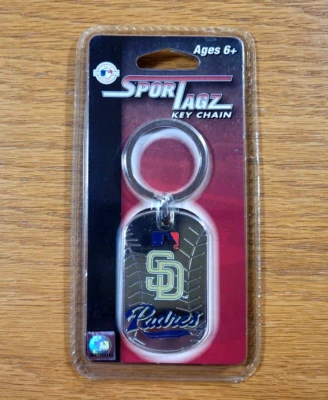 Ages 6+
SPORTAGZ
KEY CHAIN
SD
Padres